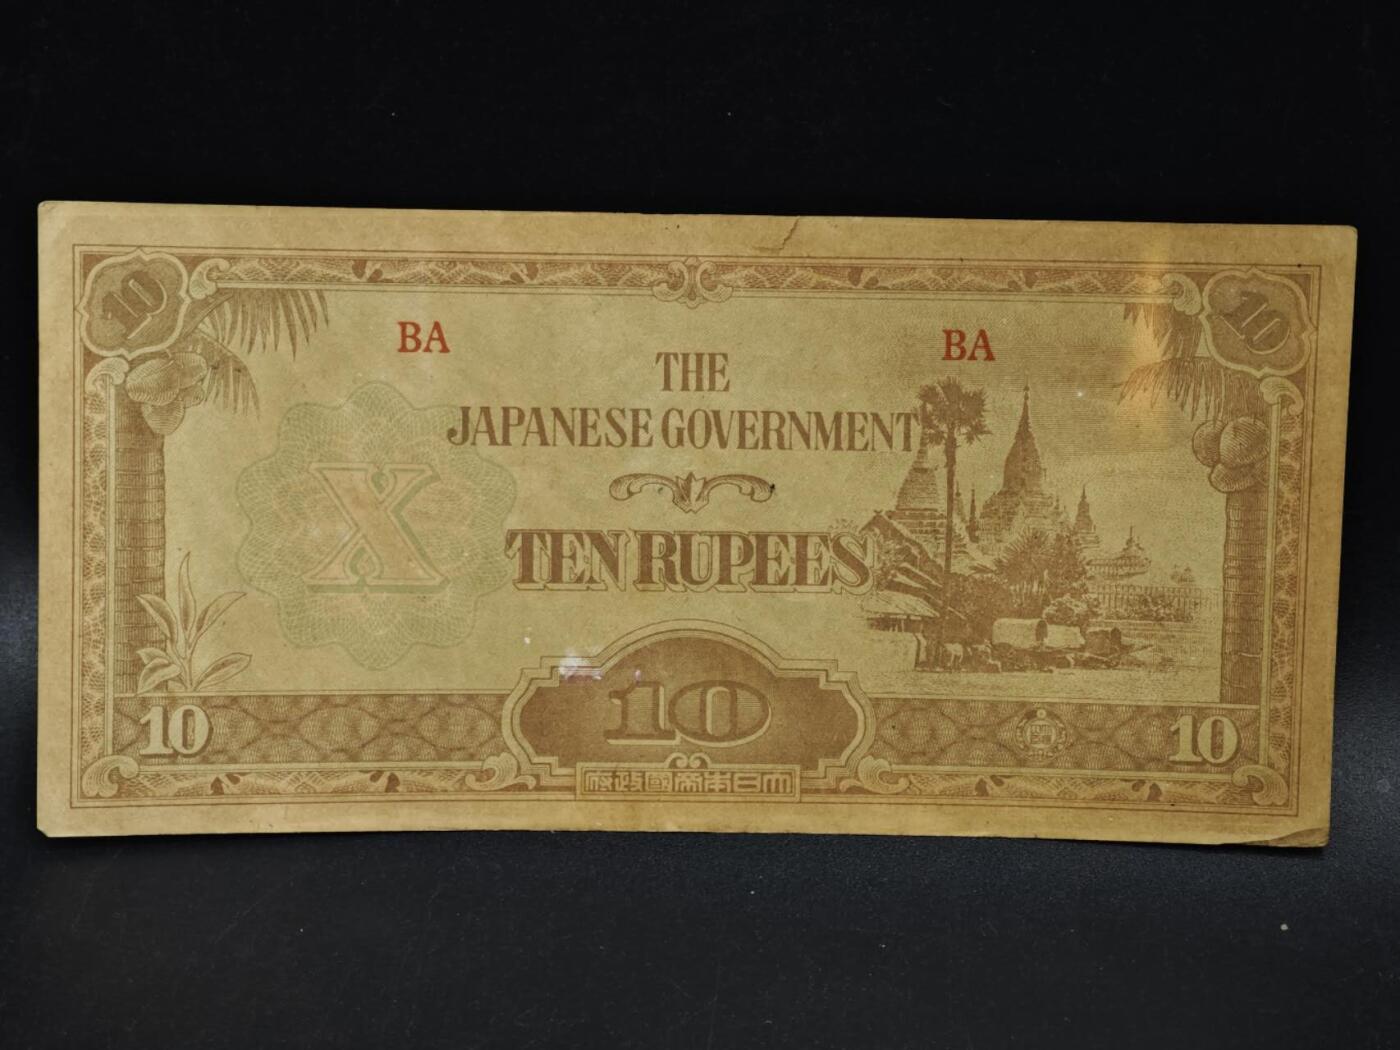 10 10
BA BA
THE
JAPANESE GOVERNMENT
X
TEN RUPEES
10 10 10
府政國帝本日大